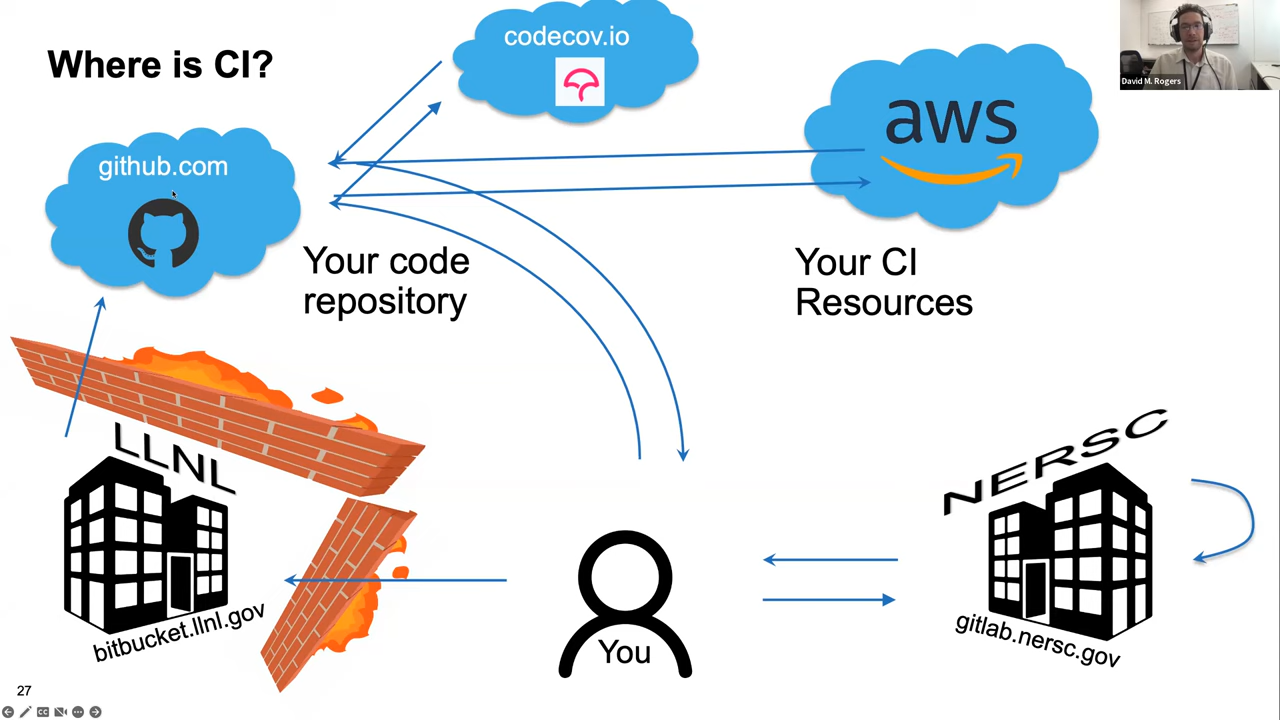 Where is CI?
codecov.io
David M. Rogers
aws
github.com
Your code
repository
Your CI
Resources
LLNL
NERSC
bitbucket.llnl.gov
You
gitlab.nersc.gov
27
CC